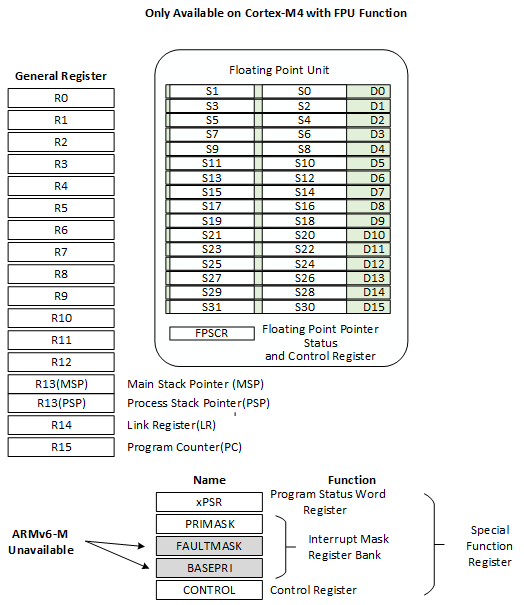 Only Available on Cortex-M4 with FPU Function
General Register
R0
R1
R2
R3
R4
R5
R6
R7
R8
R9
R10
R11
R12
R13(MSP) Main Stack Pointer (MSP)
R13(PSP) Process Stack Pointer(PSP)
R14 Link Register(LR)
R15 Program Counter(PC)
Floating Point Unit
S1 S0 D0
S3 S2 D1
S5 S4 D2
S7 S6 D3
S9 S8 D4
S11 S10 D5
S13 S12 D6
S15 S14 D7
S17 S16 D8
S19 S18 D9
S21 S20 D10
S23 S22 D11
S25 S24 D12
S27 S26 D13
S29 S28 D14
S31 S30 D15
FPSCR Floating Point Pointer
Status
and Control Register
Name Function
xPSR Program Status Word
Register
PRIMASK
FAULTMASK
BASEPRI
Interrupt Mask
Register Bank
CONTROL Control Register
ARMv6-M
Unavailable
Special
Function
Register